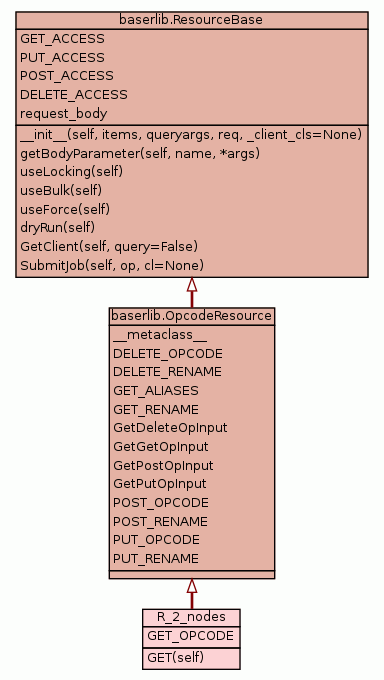 baserlib.ResourceBase
GET_ACCESS
PUT_ACCESS
POST_ACCESS
DELETE_ACCESS
request_body
__init__(self, items, queryargs, req, _client_cls=None)
getBodyParameter(self, name, *args)
useLocking(self)
useBulk(self)
useForce(self)
dryRun(self)
GetClient(self, query=False)
SubmitJob(self, op, cl=None)
baserlib.OpcodeResource
__metaclass__
DELETE_OPCODE
DELETE_RENAME
GET_ALIASES
GET_RENAME
GetDeleteOpInput
GetGetOpInput
GetPostOpInput
GetPutOpInput
POST_OPCODE
POST_RENAME
PUT_OPCODE
PUT_RENAME
R_2_nodes
GET_OPCODE
GET(self)